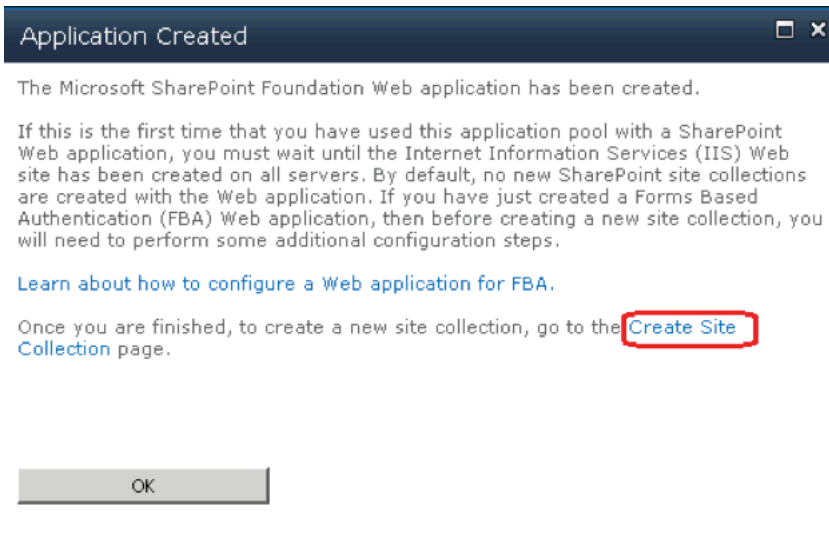 Application Created
The Microsoft SharePoint Foundation Web application has been created.
If this is the first time that you have used this application pool with a SharePoint
Web application, you must wait until the Internet Information Services (IIS) Web
site has been created on all servers. By default, no new SharePoint site collections
are created with the Web application. If you have just created a Forms Based
Authentication (FBA) Web application, then before creating a new site collection, you
will need to perform some additional configuration steps.
Learn about how to configure a Web application for FBA.
Once you are finished, to create a new site collection, go to the Create Site
Collection page.
OK